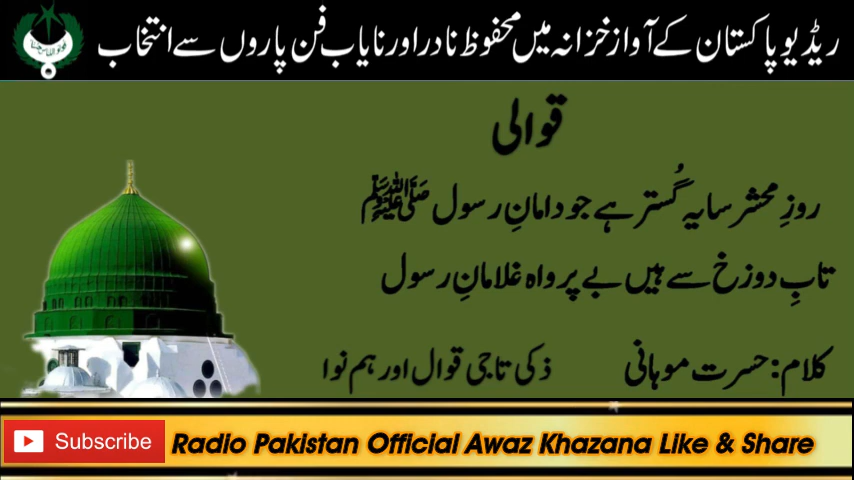 ریڈیو پاکستان کے آواز خزانہ میں محفوظ نادر اور نایاب فن پاروں سے انتخاب
قوالی
روزِ محشر سایہ گُستر ہے جو دامانِ رسول ﷺ
تابِ دوزخ سے ہیں بے پرواہ غلامانِ رسول
کلام: حسرت موہانی ذکی تاجی قوال اور ہم نوا
Subscribe Radio Pakistan Official Awaz Khazana Like & Share